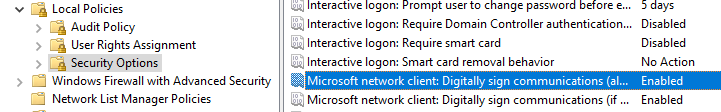 Local Policies
Audit Policy
User Rights Assignment
Security Options
Windows Firewall with Advanced Security
Network List Manager Policies
Interactive logon: Prompt user to change password before e... 5 days
Interactive logon: Require Domain Controller authentication... Disabled
Interactive logon: Require smart card Disabled
Interactive logon: Smart card removal behavior No Action
Microsoft network client: Digitally sign communications (al... Enabled
Microsoft network client: Digitally sign communications (if ... Enabled